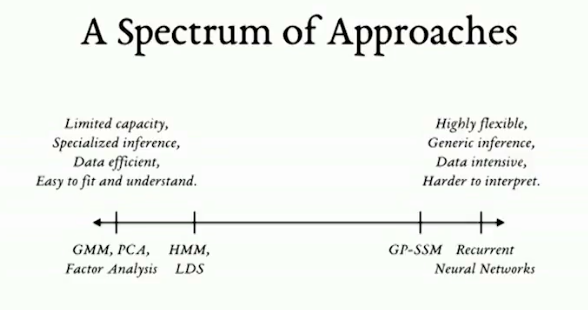 A Spectrum of Approaches
Limited capacity,
Specialized inference,
Data efficient,
Easy to fit and understand.
Highly flexible,
Generic inference,
Data intensive,
Harder to interpret.
GMM, PCA,
Factor Analysis
HMM,
LDS
GP-SSM
Recurrent
Neural Networks